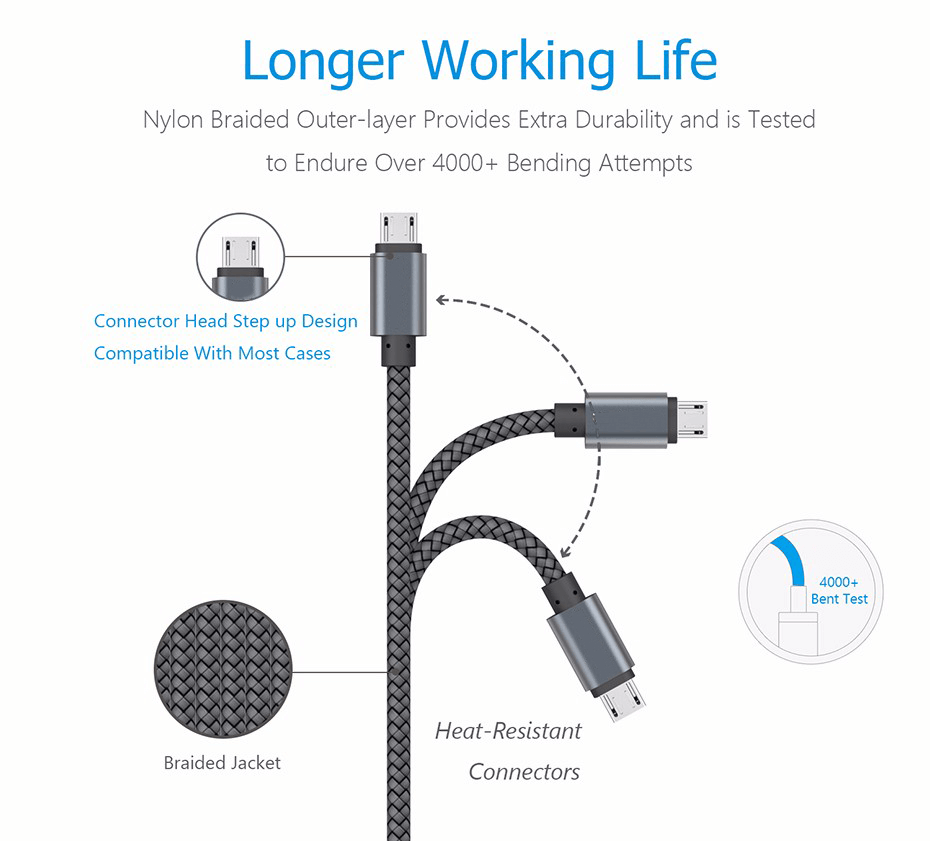 Longer Working Life
Nylon Braided Outer-layer Provides Extra Durability and is Tested
to Endure Over 4000+ Bending Attempts
Connector Head Step up Design
Compatible With Most Cases
4000+
Bent Test
Heat-Resistant
Connectors
Braided Jacket